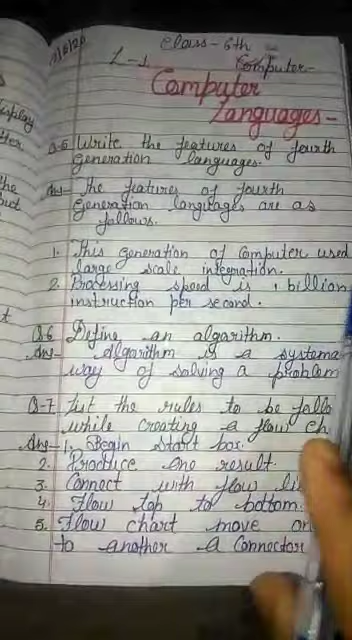 Class-6th
L-1 Computer-
Computer
Languages-
Q-5 Write the features of fourth
Generation languages.
Ans- The features of fourth
Generation languages are as
follows.
1. This generation of Computer used
large scale integration.
2. Processing speed is 1 billion
instruction per second.
Q6 Define an algorithm.
Ans- Algorithm is a systema
way of solving a problem
Q-7 List the rules to be follo
while creating a flow Ch
Ans-1. Begin start box.
2. Produce One result.
3. Connect with flow li
4. Flow top to bottom.
5. Flow chart move on
to another a Connector